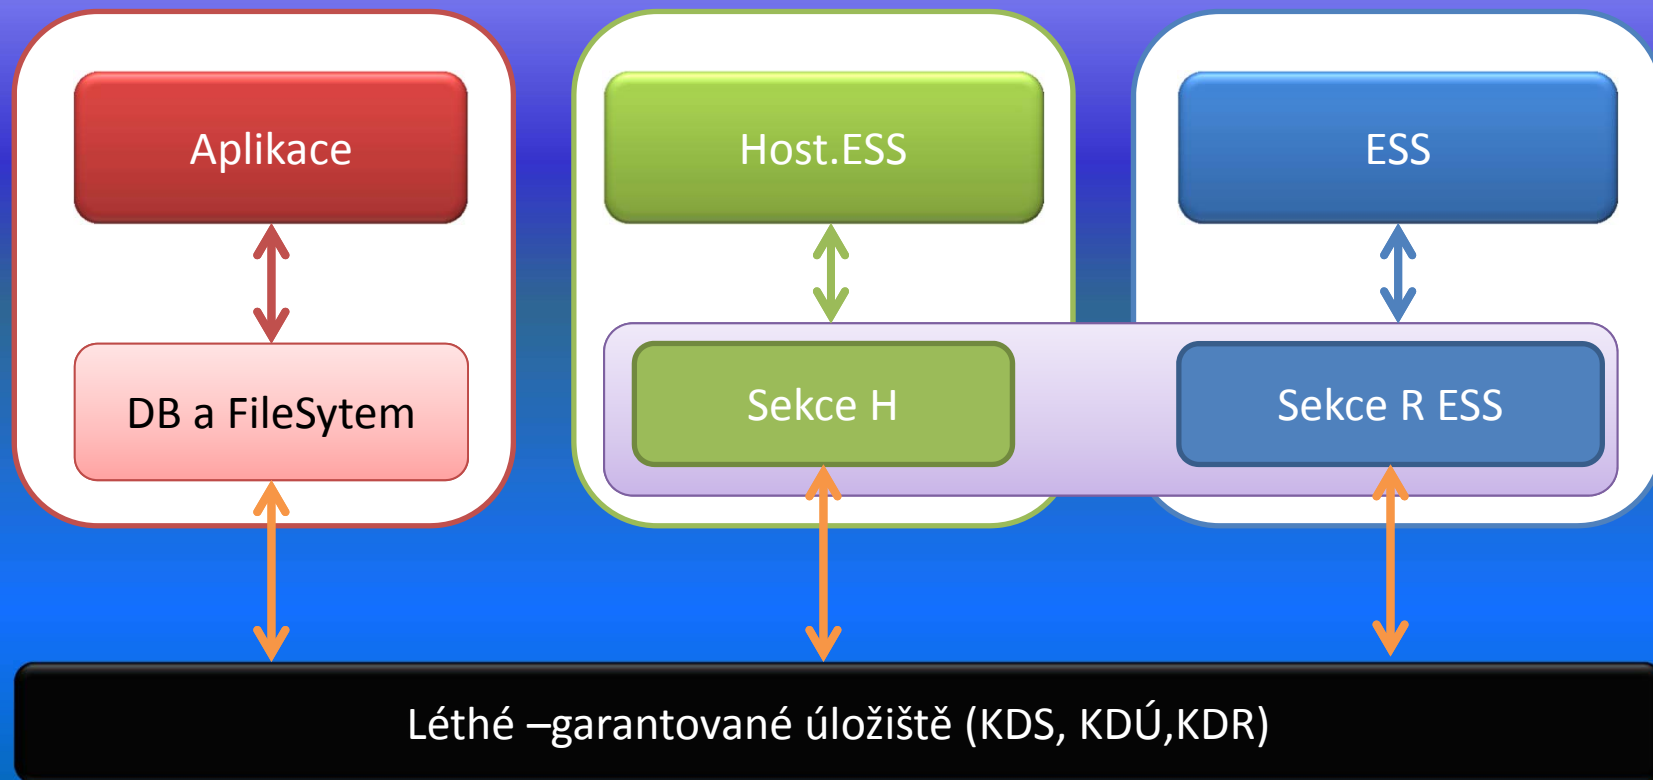 Aplikace
Host.ESS
ESS
DB a FileSytem
Sekce H
Sekce R ESS
Léthé –garantované úložiště (KDS, KDÚ,KDR)